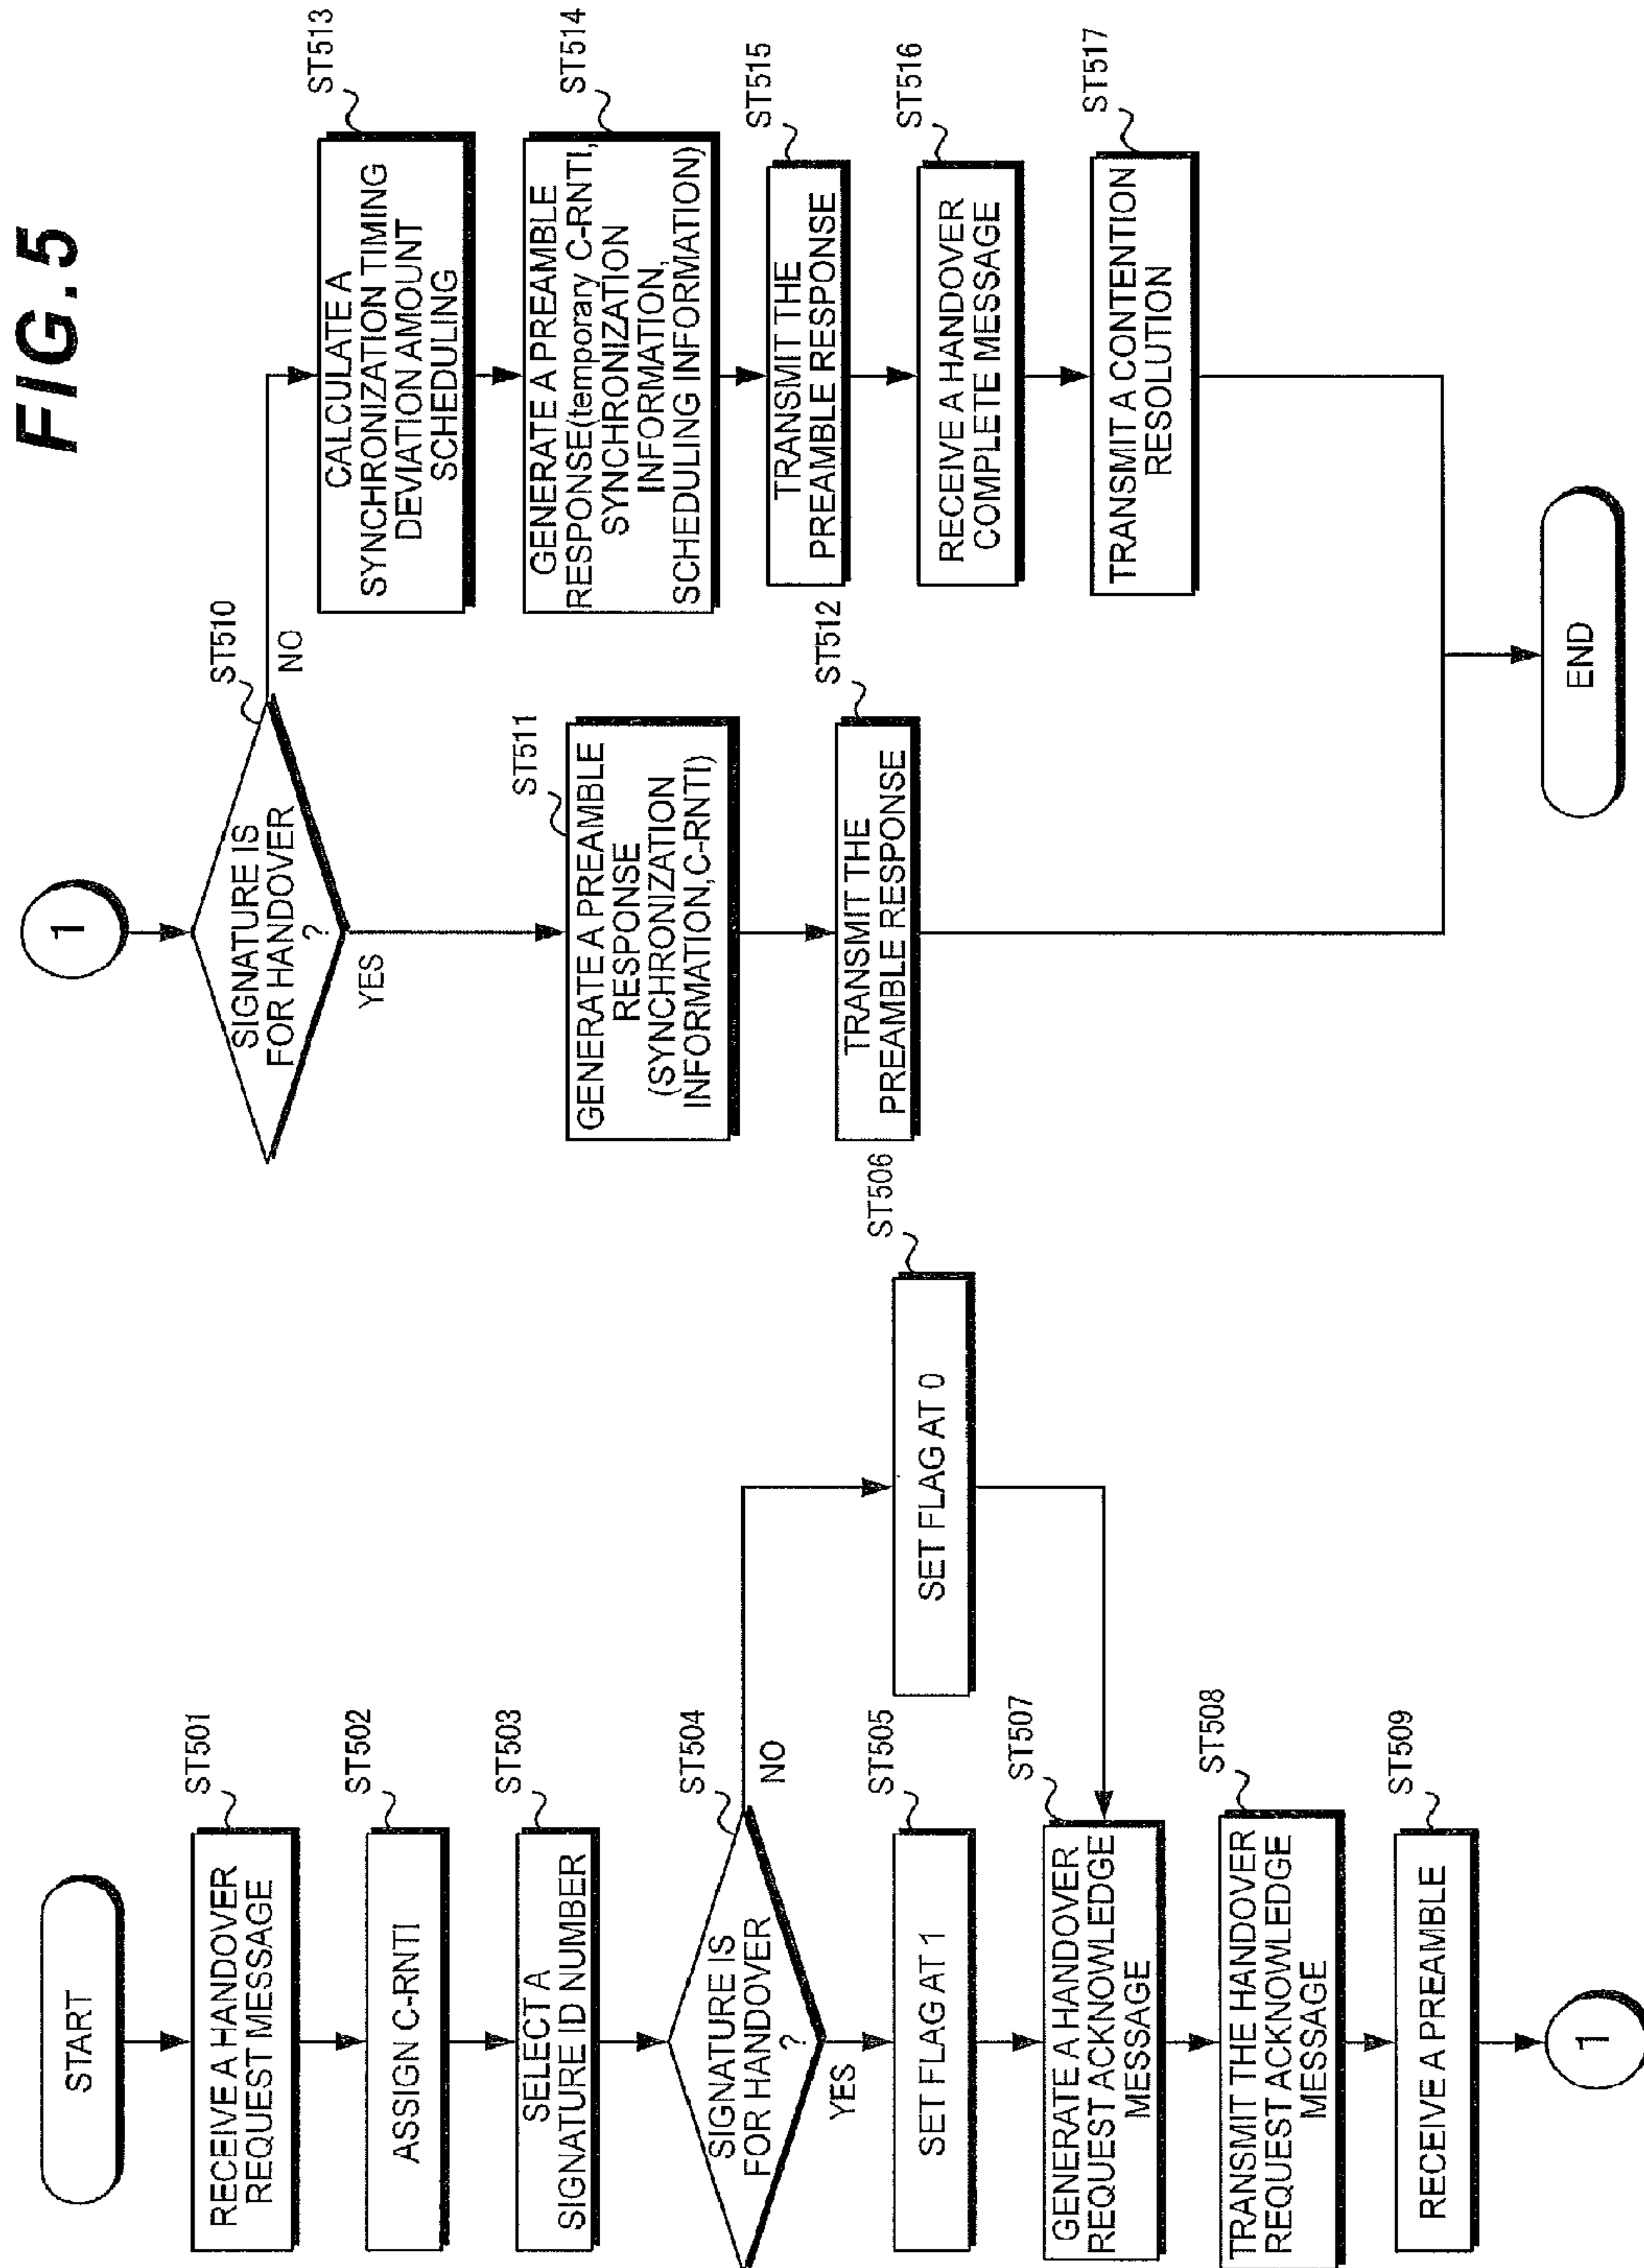 FIG.5
START
RECEIVE A HANDOVER
REQUEST MESSAGE
ST501
ASSIGN C-RNTI
ST502
SELECT A
SIGNATURE ID NUMBER
ST503
SIGNATURE IS
FOR HANDOVER
?
ST504
YES
NO
SET FLAG AT 1
ST505
SET FLAG AT 0
ST506
GENERATE A HANDOVER
REQUEST ACKNOWLEDGE
MESSAGE
ST507
TRANSMIT THE HANDOVER
REQUEST ACKNOWLEDGE
MESSAGE
ST508
RECEIVE A PREAMBLE
ST509
1
1
SIGNATURE IS
FOR HANDOVER
?
ST510
YES
NO
GENERATE A PREAMBLE
RESPONSE
(SYNCHRONIZATION
INFORMATION,C-RNTI)
ST511
TRANSMIT THE
PREAMBLE RESPONSE
ST512
CALCULATE A
SYNCHRONIZATION TIMING
DEVIATION AMOUNT
SCHEDULING
ST513
GENERATE A PREAMBLE
RESPONSE(temporary C-RNTI,
SYNCHRONIZATION
INFORMATION,
SCHEDULING INFORMATION)
ST514
TRANSMIT THE
PREAMBLE RESPONSE
ST515
RECEIVE A HANDOVER
COMPLETE MESSAGE
ST516
TRANSMIT A CONTENTION
RESOLUTION
ST517
END